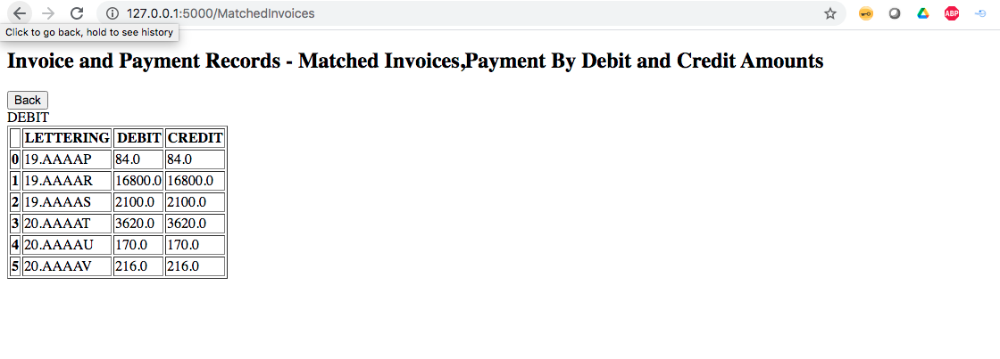 127.0.0.1:5000/MatchedInvoices
ABP
Click to go back, hold to see history
Invoice and Payment Records - Matched Invoices,Payment By Debit and Credit Amounts
Back
DEBIT
LETTERING DEBIT CREDIT
0 19.AAAAP 84.0 84.0
1 19.AAAAR 16800.0 16800.0
2 19.AAAAS 2100.0 2100.0
3 20.AAAAT 3620.0 3620.0
4 20.AAAAU 170.0 170.0
5 20.AAAAV 216.0 216.0